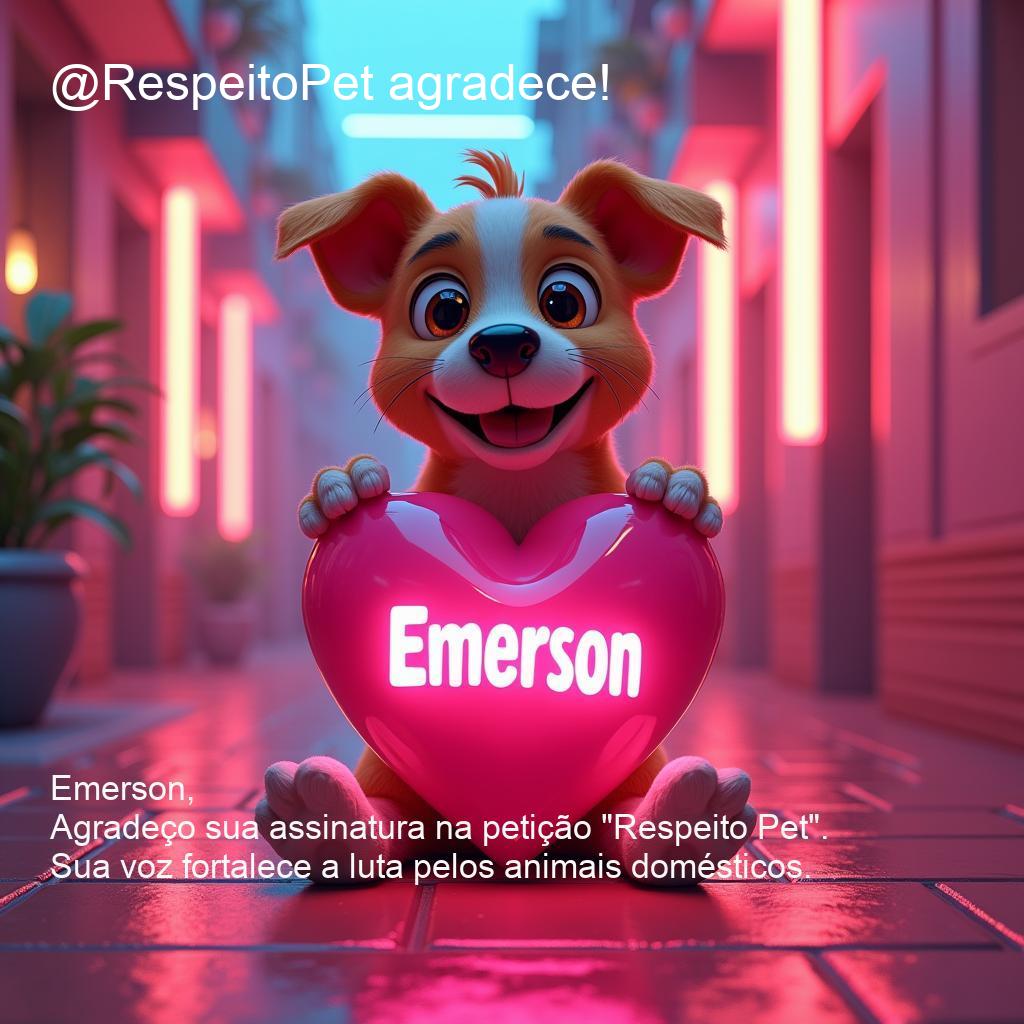 @RespeitoPet agradece!
Emerson
Emerson,
Agradeço sua assinatura na petição "Respeito Pet".
Sua voz fortalece a luta pelos animais domésticos.